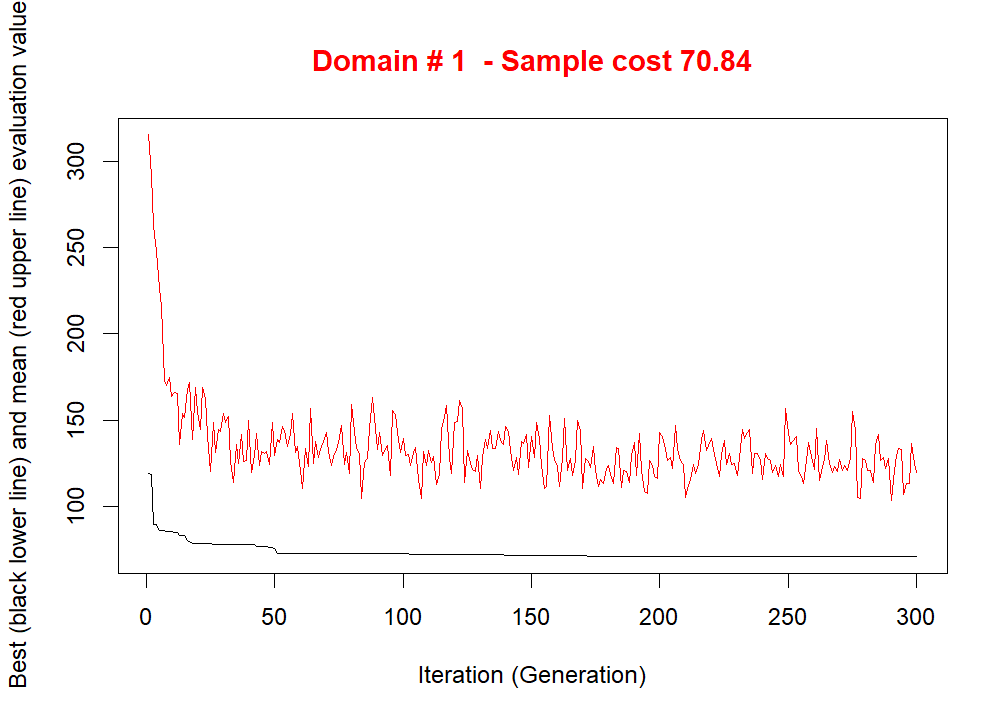 Domain # 1  - Sample cost 70.84
Best (black lower line) and mean (red upper line) evaluation value
300
250
200
150
100
0 50 100 150 200 250 300
Iteration (Generation)